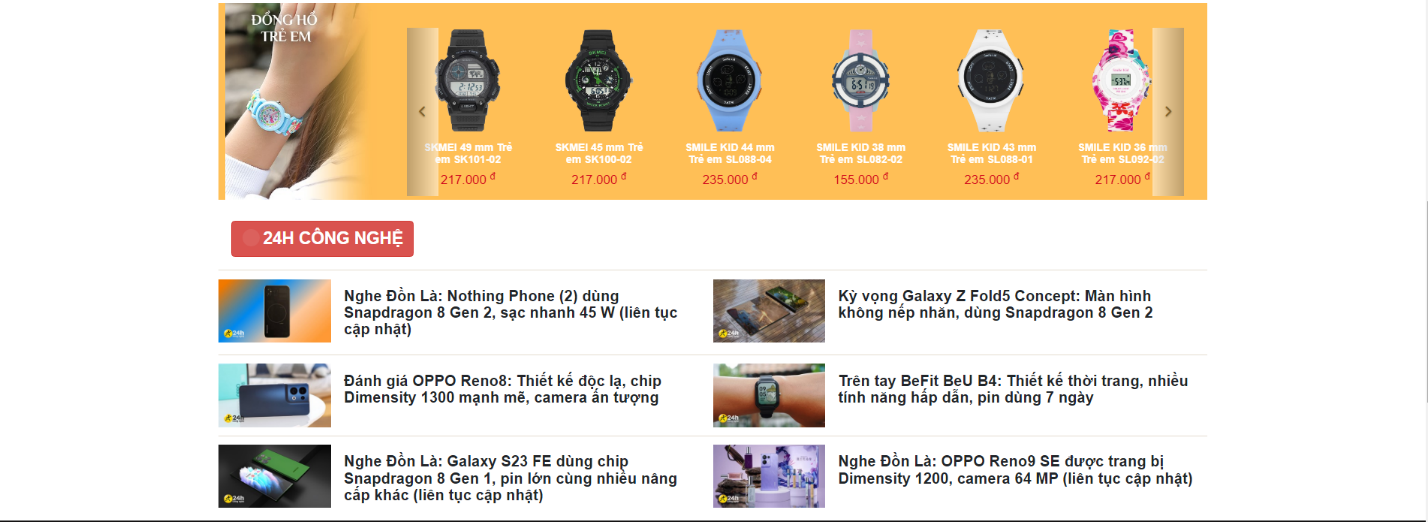 ĐỒNG HỒ
TRẺ EM
SKMEI 49 mm Trẻ
em SK101-02
217.000 đ
SKMEI 45 mm Trẻ
em SK100-02
217.000 đ
SMILE KID 44 mm
Trẻ em SL088-04
235.000 đ
SMILE KID 38 mm
Trẻ em SL082-02
155.000 đ
SMILE KID 43 mm
Trẻ em SL088-01
235.000 đ
SMILE KID 36 mm
Trẻ em SL092-02
217.000 đ
24H CÔNG NGHỆ
Nghe Đồn Là: Nothing Phone (2) dùng
Snapdragon 8 Gen 2, sạc nhanh 45 W (liên tục
cập nhật)
Kỳ vọng Galaxy Z Fold5 Concept: Màn hình
không nếp nhăn, dùng Snapdragon 8 Gen 2
Đánh giá OPPO Reno8: Thiết kế độc lạ, chip
Dimensity 1300 mạnh mẽ, camera ấn tượng
Trên tay BeFit BeU B4: Thiết kế thời trang, nhiều
tính năng hấp dẫn, pin dùng 7 ngày
Nghe Đồn Là: Galaxy S23 FE dùng chip
Snapdragon 8 Gen 1, pin lớn cùng nhiều nâng
cấp khác (liên tục cập nhật)
Nghe Đồn Là: OPPO Reno9 SE được trang bị
Dimensity 1200, camera 64 MP (liên tục cập nhật)
24h
24h
24h
24h
24h
24h